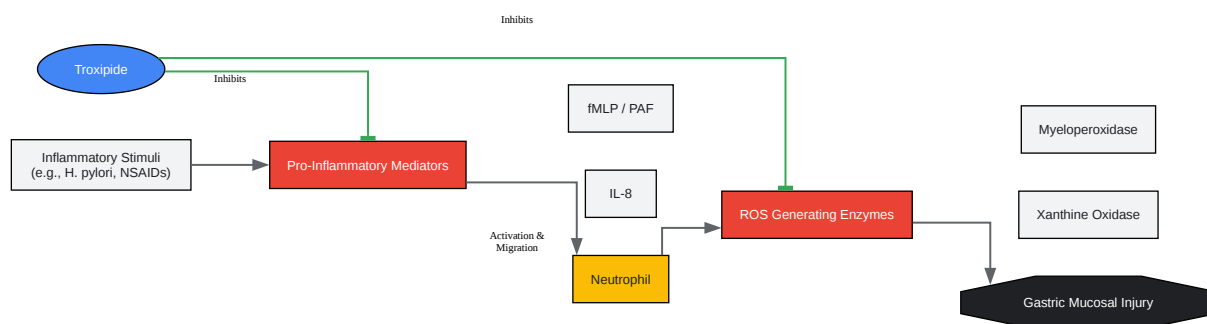 Inhibits
Troxipide
Inhibits
fMLP / PAF
Myeloperoxidase
Inflammatory Stimuli
(e.g., H. pylori, NSAIDs)
Pro-Inflammatory Mediators
IL-8
ROS Generating Enzymes
Xanthine Oxidase
Activation &
Migration
Neutrophil
Gastric Mucosal Injury